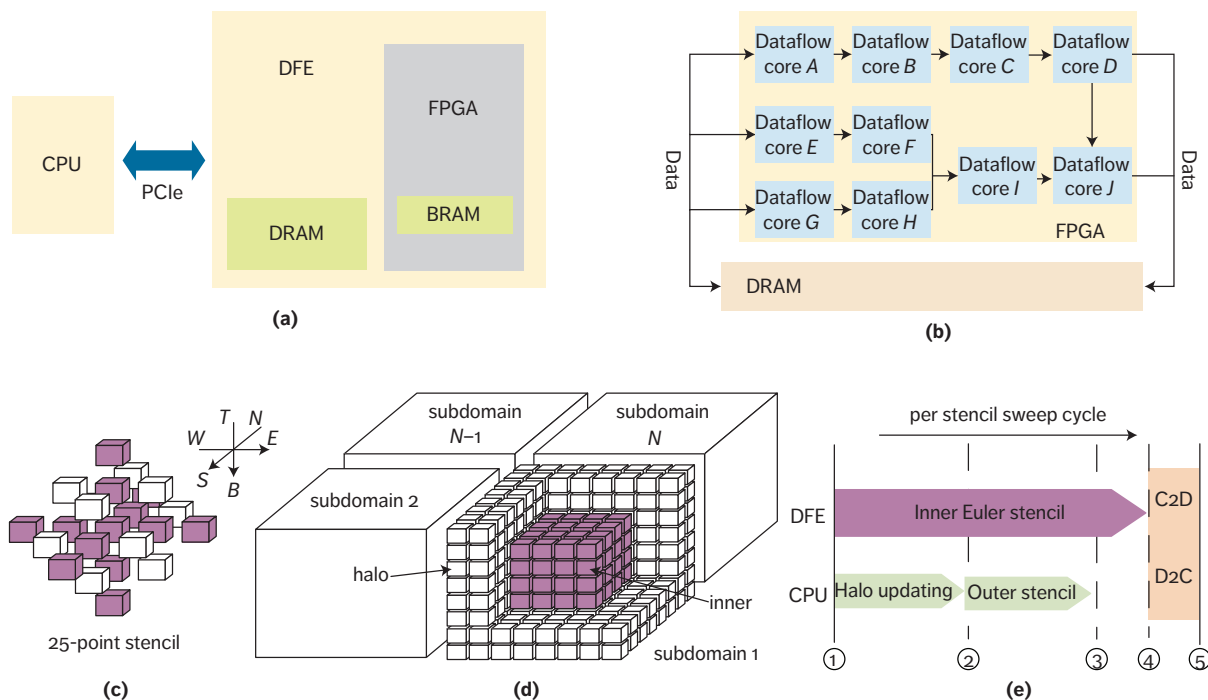 DFE
FPGA
CPU
PCIe
DRAM
BRAM
(a)
Dataflow
core A
Dataflow
core B
Dataflow
core C
Dataflow
core D
Dataflow
core E
Dataflow
core F
Dataflow
core G
Dataflow
core H
Dataflow
core I
Dataflow
core J
Data
Data
FPGA
DRAM
(b)
T
N
W
E
S
B
25-point stencil
(c)
subdomain
N–1
subdomain
N
subdomain 2
halo
inner
subdomain 1
(d)
per stencil sweep cycle
DFE
Inner Euler stencil
C2D
CPU
Halo updating
Outer stencil
D2C
① ② ③ ④ ⑤
(e)